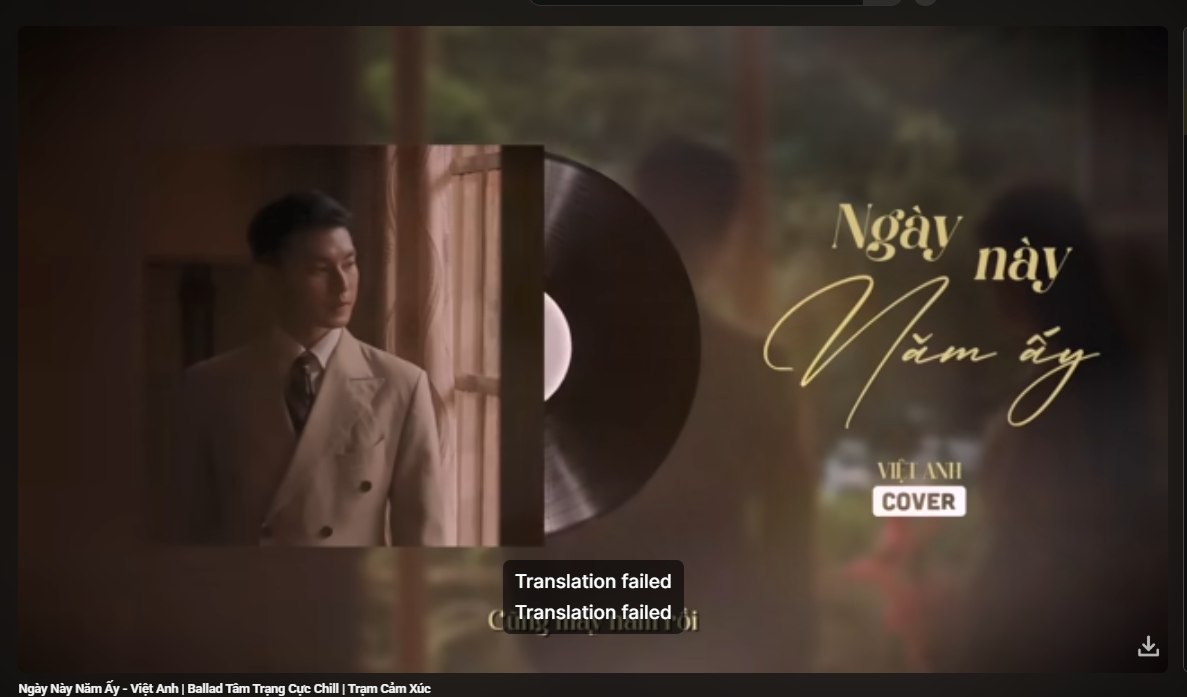 Ngày
này
Năm ấy
VIỆT ANH
COVER
Translation failed
Translation failed
Cũng mấy năm rồi
Ngày Này Năm Ấy - Việt Anh | Ballad Tâm Trạng Cực Chill | Trạm Cảm Xúc